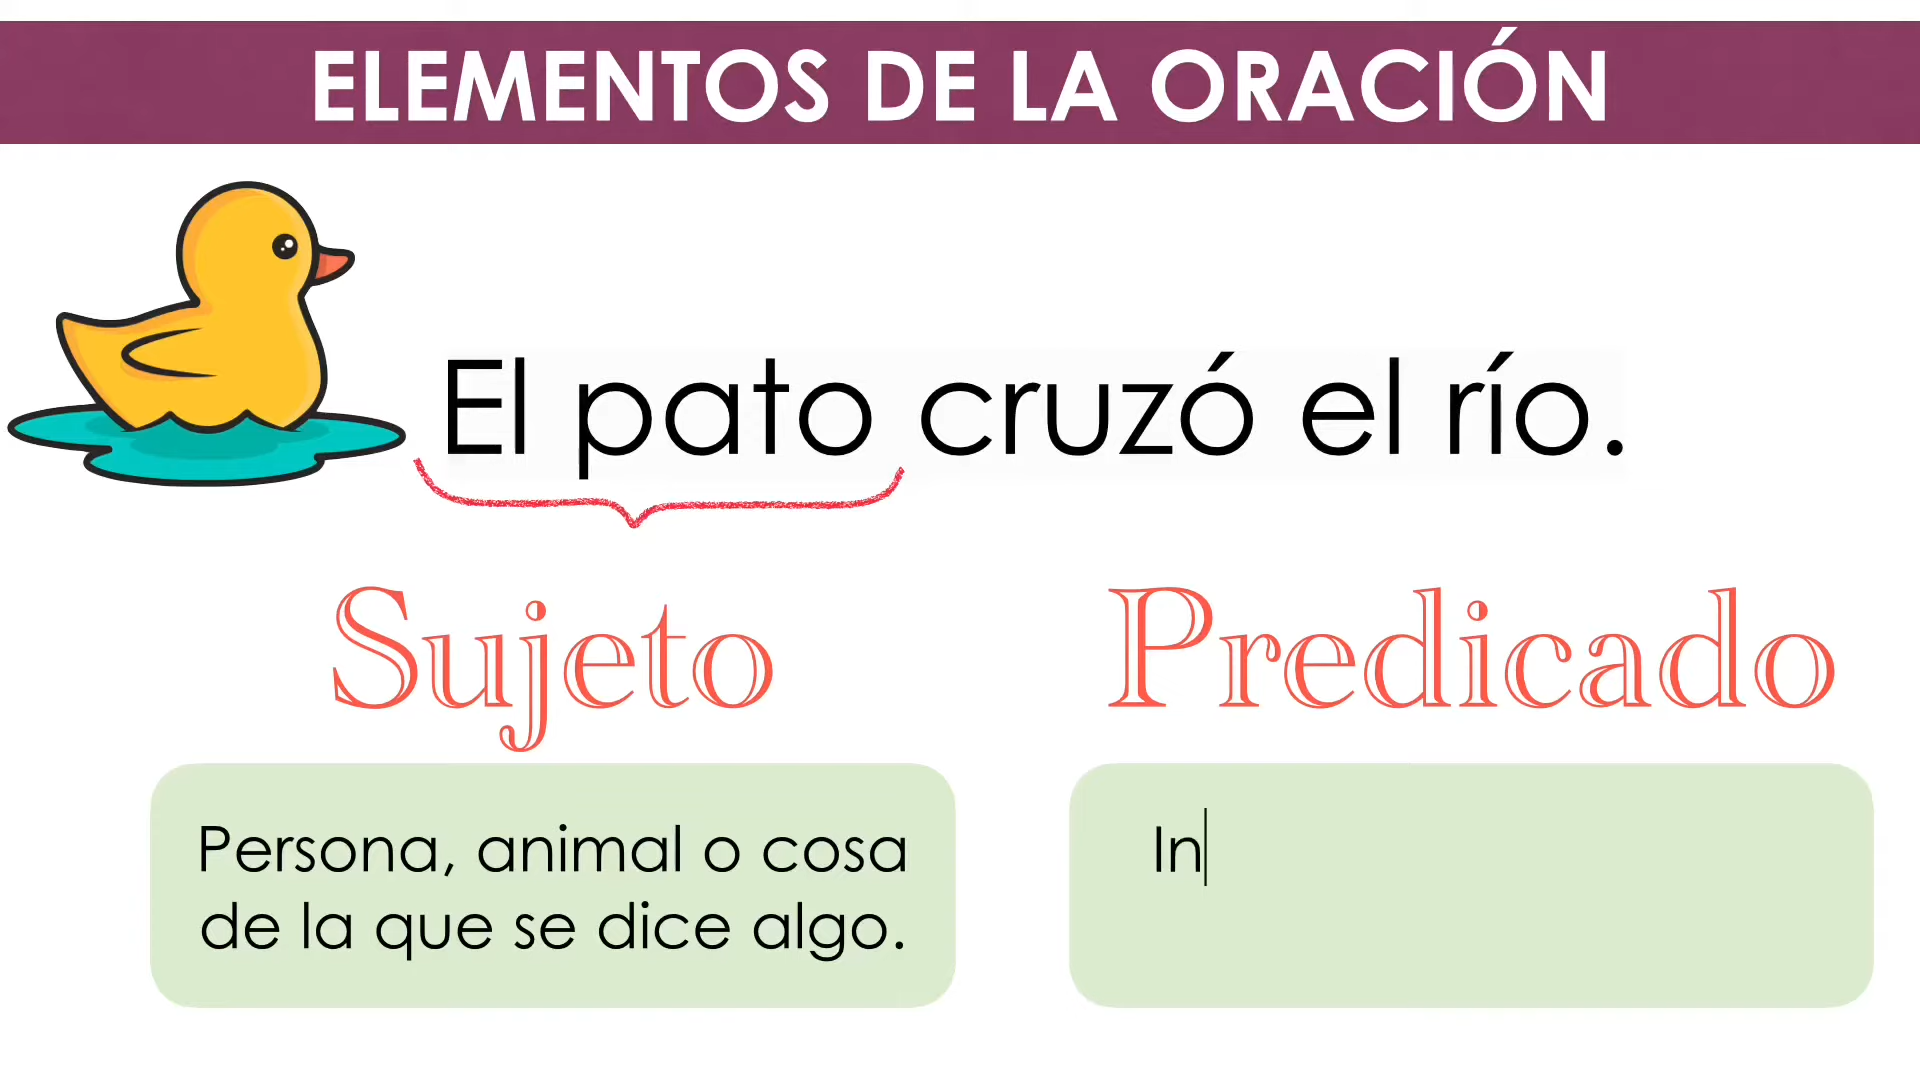 ELEMENTOS DE LA ORACIÓN
El pato cruzó el río.
Sujeto
Predicado
Persona, animal o cosa
de la que se dice algo.
In